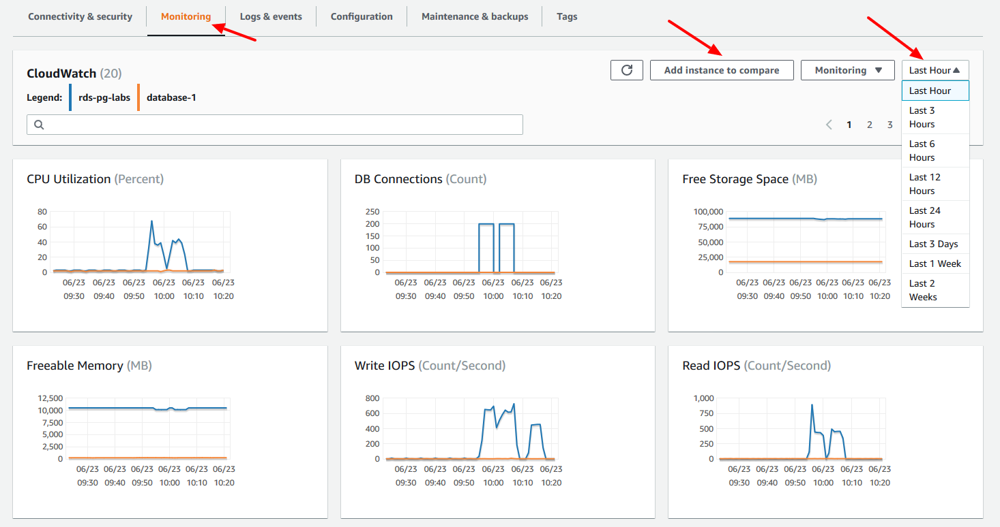 Connectivity & security Monitoring Logs & events Configuration Maintenance & backups Tags
CloudWatch (20)
Add instance to compare Monitoring Last Hour
Legend: rds-pg-labs database-1
1 2 3
Last Hour
Last 3
Hours
Last 6
Hours
Last 12
Hours
Last 24
Hours
Last 3 Days
Last 1 Week
Last 2
Weeks
CPU Utilization (Percent)
80
60
40
20
0
06/23 06/23 06/23 06/23 06/23 06/23
09:30 09:40 09:50 10:00 10:10 10:20
DB Connections (Count)
250
200
150
100
50
0
06/23 06/23 06/23 06/23 06/23 06/23
09:30 09:40 09:50 10:00 10:10 10:20
Free Storage Space (MB)
100,000
75,000
50,000
25,000
0
06/23 06/23 06/23 06/23 06/23 06/23
09:30 09:40 09:50 10:00 10:10 10:20
Freeable Memory (MB)
12,500
10,000
7,500
5,000
2,500
0
06/23 06/23 06/23 06/23 06/23 06/23
09:30 09:40 09:50 10:00 10:10 10:20
Write IOPS (Count/Second)
800
600
400
200
0
06/23 06/23 06/23 06/23 06/23 06/23
09:30 09:40 09:50 10:00 10:10 10:20
Read IOPS (Count/Second)
1,000
750
500
250
0
06/23 06/23 06/23 06/23 06/23 06/23
09:30 09:40 09:50 10:00 10:10 10:20